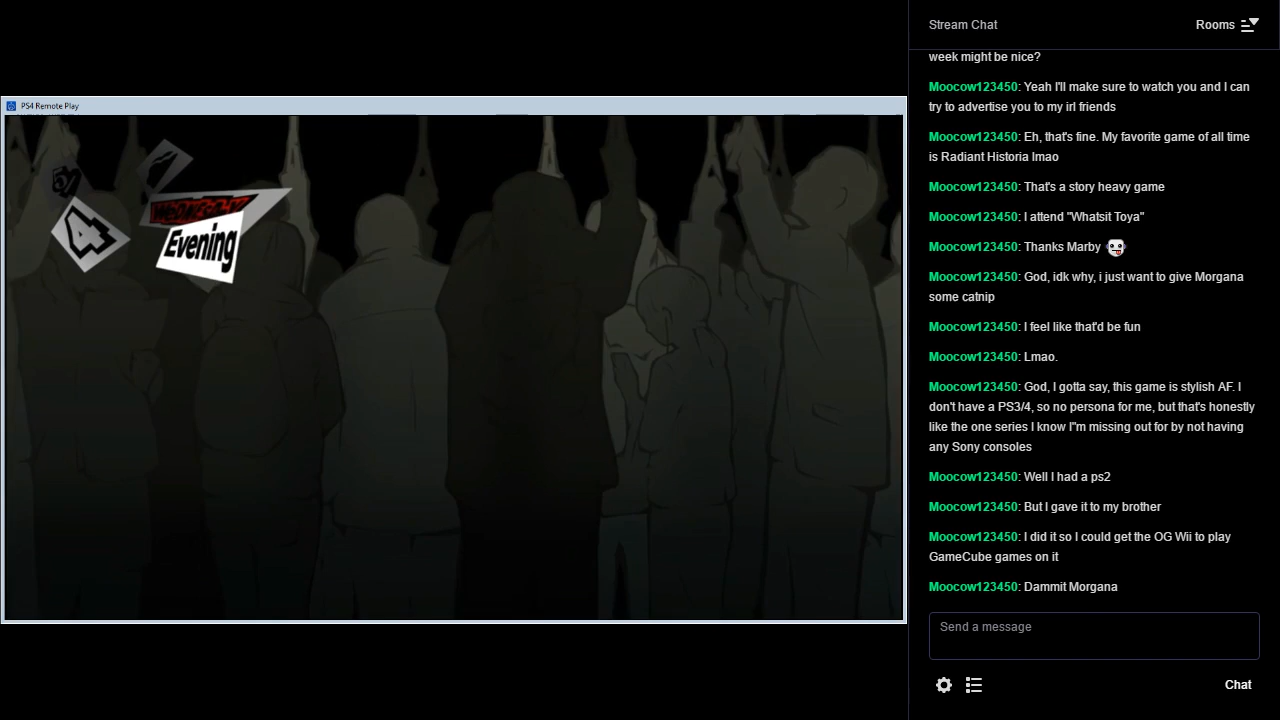 PS4 Remote Play
4
Evening
Stream Chat
Rooms
week might be nice?
Moocow123450: Yeah I'll make sure to watch you and I can
try to advertise you to my irl friends
Moocow123450: Eh, that's fine. My favorite game of all time
is Radiant Historia lmao
Moocow123450: That's a story heavy game
Moocow123450: I attend "Whatsit Toya"
Moocow123450: Thanks Marby
Moocow123450: God, idk why, i just want to give Morgana
some catnip
Moocow123450: I feel like that'd be fun
Moocow123450: Lmao.
Moocow123450: God, I gotta say, this game is stylish AF. I
don't have a PS3/4, so no persona for me, but that's honestly
like the one series I know I"m missing out for by not having
any Sony consoles
Moocow123450: Well I had a ps2
Moocow123450: But I gave it to my brother
Moocow123450: I did it so I could get the OG Wii to play
GameCube games on it
Moocow123450: Dammit Morgana
Send a message
Chat